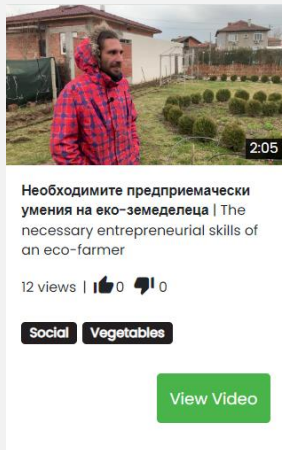 2:05
Необходимите предприемачески
умения на еко-земеделеца | The
necessary entrepreneurial skills of
an eco-farmer
12 views | 0 0
Social Vegetables
View Video